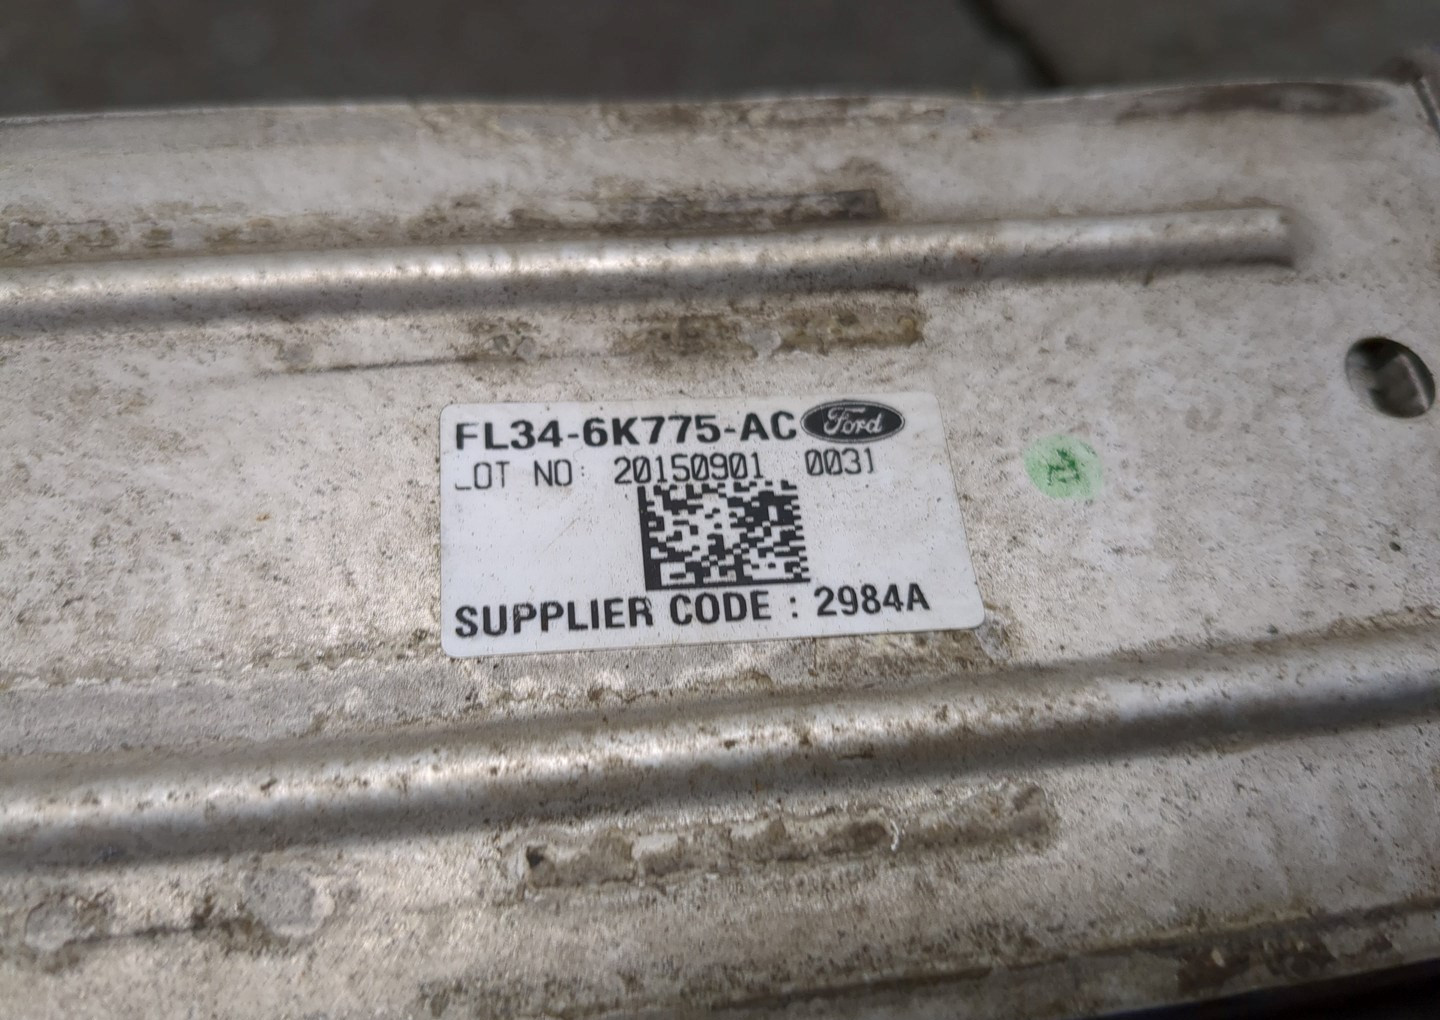 FL34-6K775-AC Ford
LOT NO: 20150901 0031
SUPPLIER CODE : 2984A